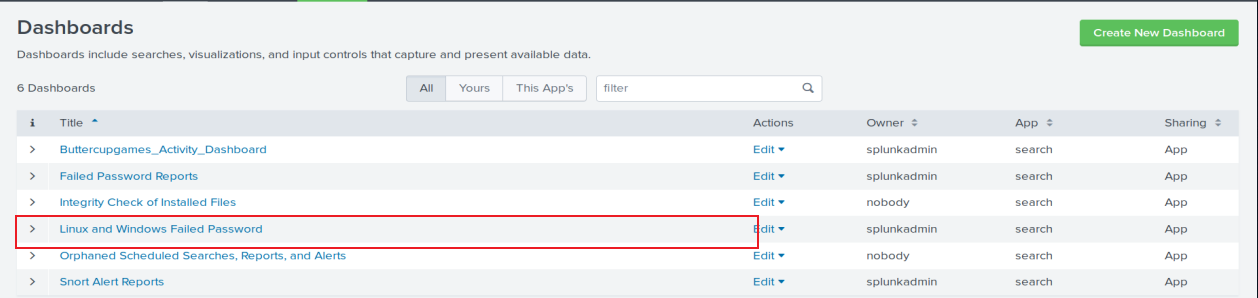 Dashboards
Create New Dashboard
Dashboards include searches, visualizations, and input controls that capture and present available data.
6 Dashboards All Yours This App's filter
i Title Actions Owner App Sharing
Buttercupgames_Activity_Dashboard Edit splunkadmin search App
Failed Password Reports Edit splunkadmin search App
Integrity Check of Installed Files Edit nobody search App
Linux and Windows Failed Password Edit splunkadmin search App
Orphaned Scheduled Searches, Reports, and Alerts Edit nobody search App
Snort Alert Reports Edit splunkadmin search App